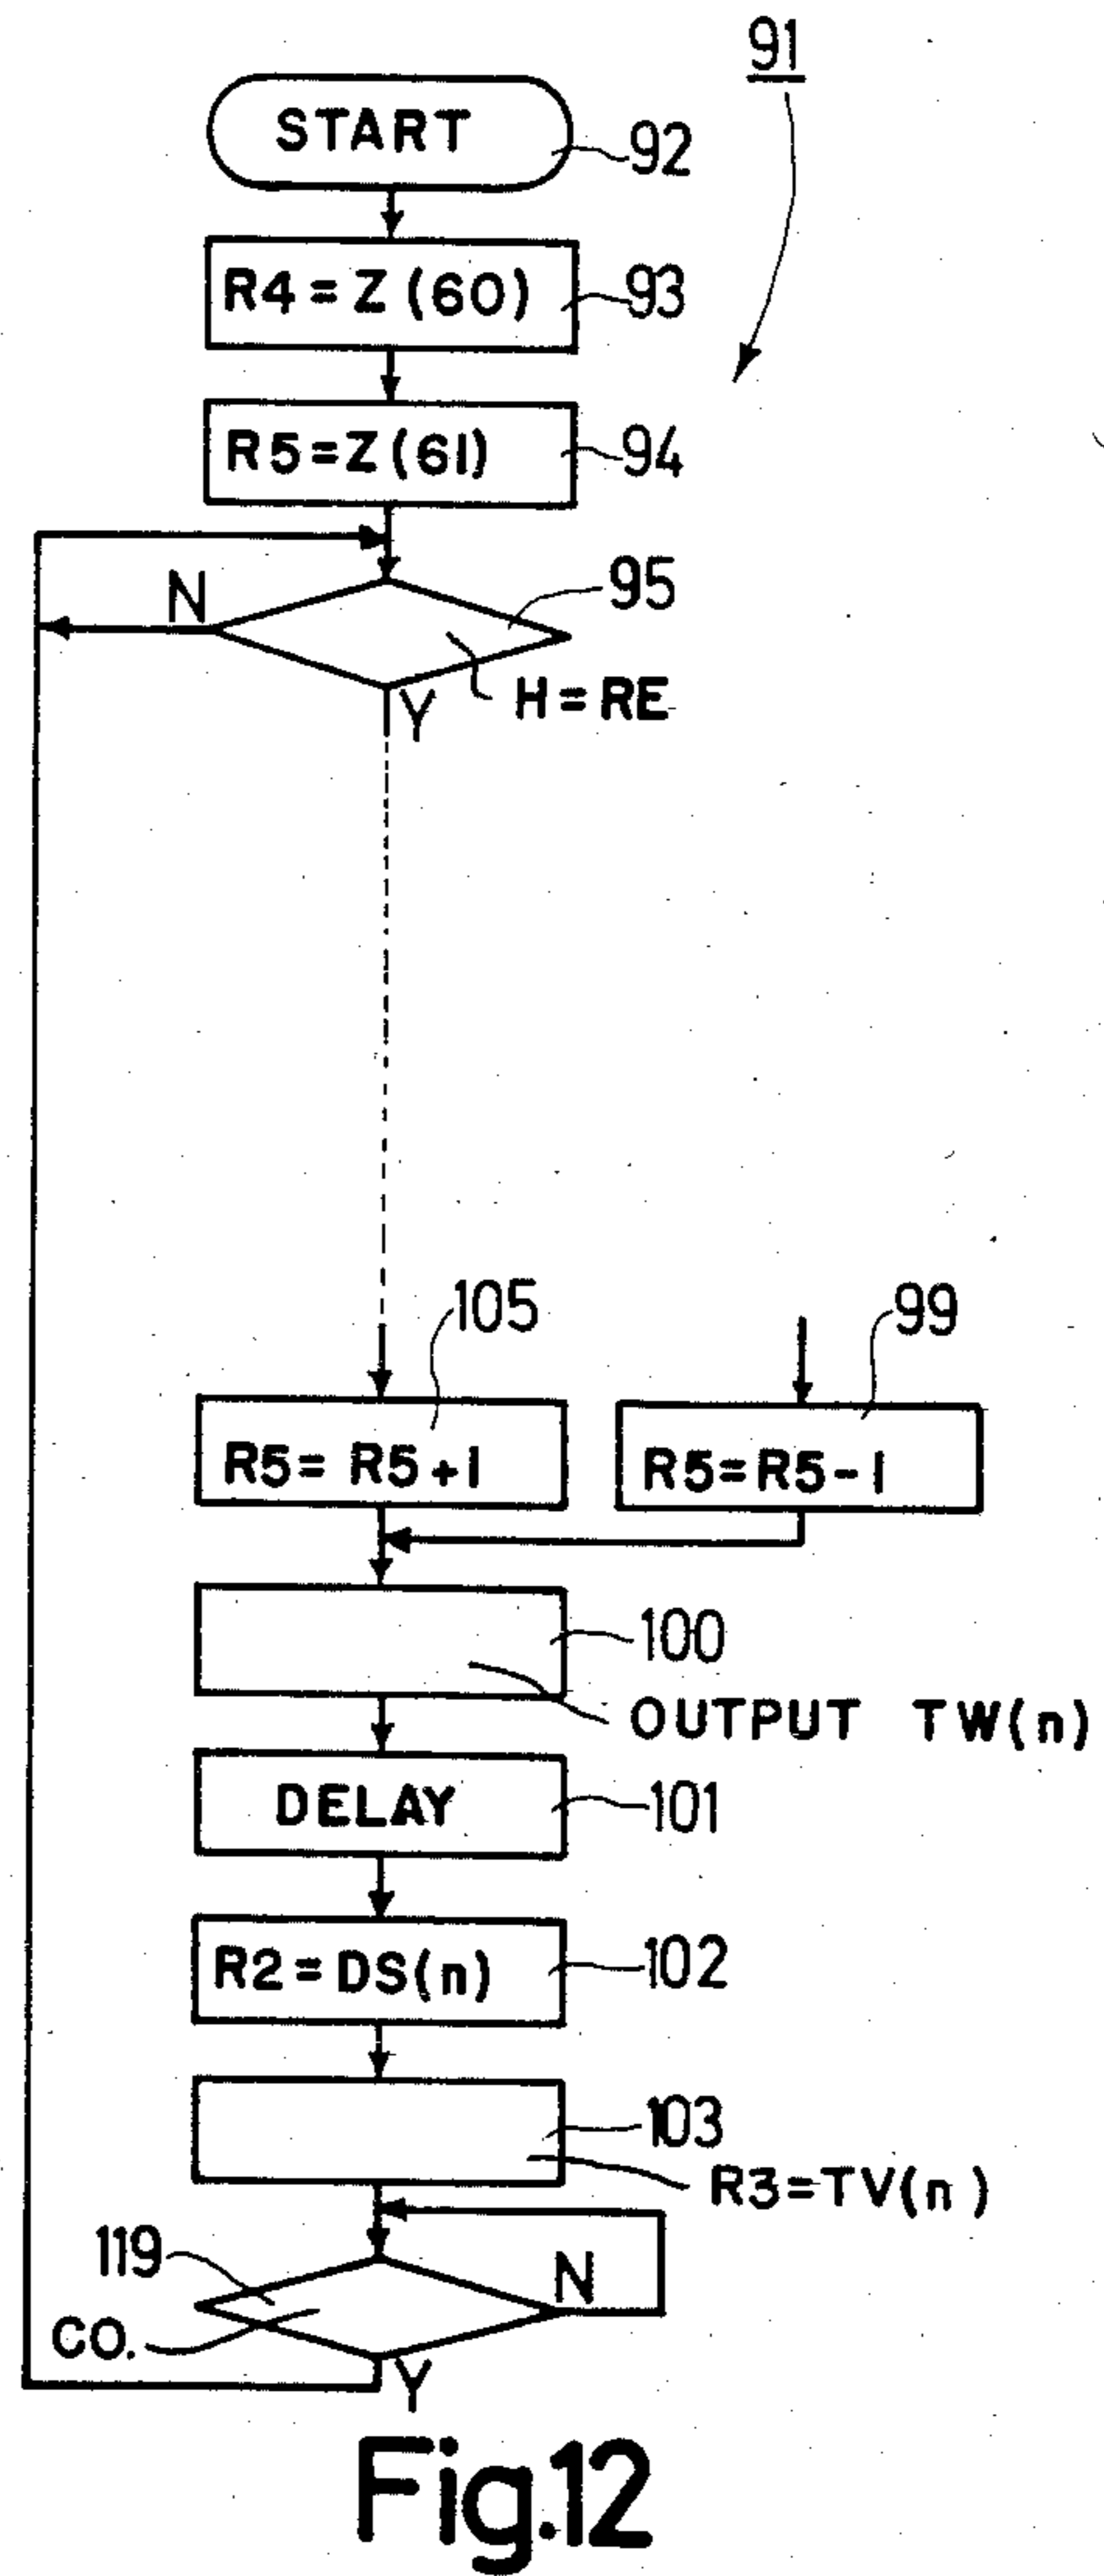 91
START
92
R4 = Z (60)
93
R5 = Z (61)
94
N
95
H = RE
Y
105
99
R5 = R5 + 1
R5 = R5 - 1
100
OUTPUT TW(n)
DELAY
101
R2 = DS(n)
102
103
R3 = TV(n)
119
N
CO.
Y
Fig.12